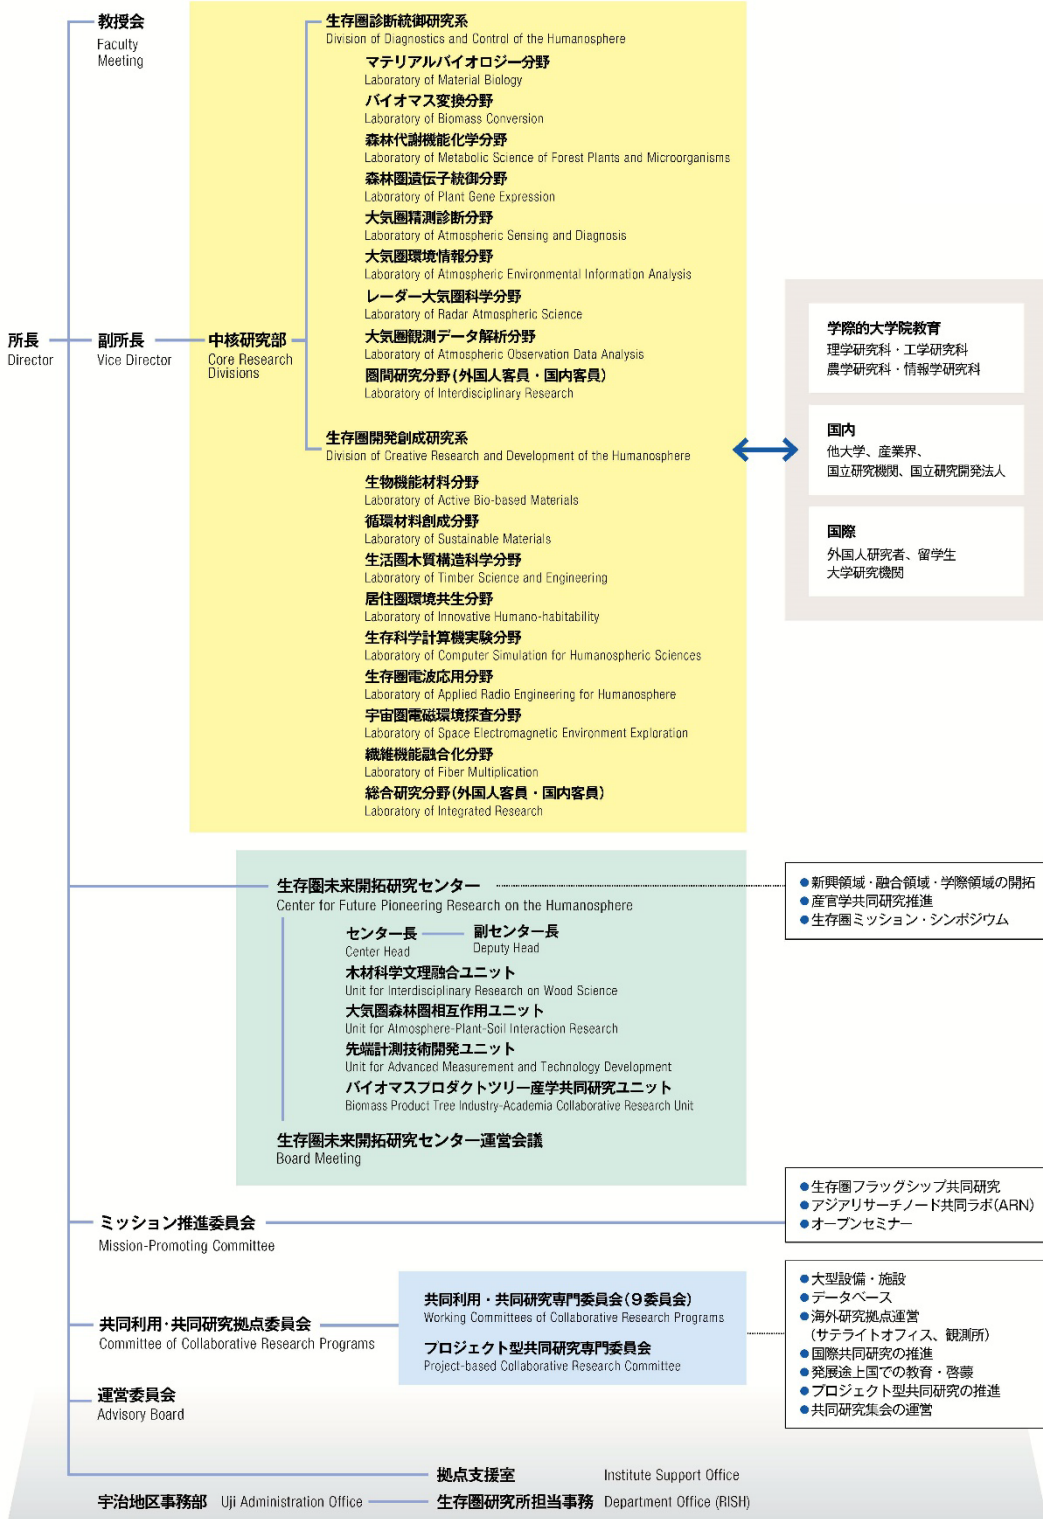 教授会
Faculty
Meeting
所長
Director
副所長
Vice Director
中核研究部
Core Research
Divisions
生存圏診断統御研究系
Division of Diagnostics and Control of the Humanosphere
マテリアルバイオロジー分野
Laboratory of Material Biology
バイオマス変換分野
Laboratory of Biomass Conversion
森林代謝機能化学分野
Laboratory of Metabolic Science of Forest Plants and Microorganisms
森林圏遺伝子統御分野
Laboratory of Plant Gene Expression
大気圏精測診断分野
Laboratory of Atmospheric Sensing and Diagnosis
大気圏環境情報分野
Laboratory of Atmospheric Environmental Information Analysis
レーダー大気圏科学分野
Laboratory of Radar Atmospheric Science
大気圏観測データ解析分野
Laboratory of Atmospheric Observation Data Analysis
圏間研究分野(外国人客員・国内客員)
Laboratory of Interdisciplinary Research
生存圏開発創成研究系
Division of Creative Research and Development of the Humanosphere
生物機能材料分野
Laboratory of Active Bio-based Materials
循環材料創成分野
Laboratory of Sustainable Materials
生活圏木質構造科学分野
Laboratory of Timber Science and Engineering
居住圏環境共生分野
Laboratory of Innovative Humano-habitability
生存科学計算機実験分野
Laboratory of Computer Simulation for Humanospheric Sciences
生存圏電波応用分野
Laboratory of Applied Radio Engineering for Humanosphere
宇宙圏電磁環境探査分野
Laboratory of Space Electromagnetic Environment Exploration
繊維機能融合化分野
Laboratory of Fiber Multiplication
総合研究分野(外国人客員・国内客員)
Laboratory of Integrated Research
学際的大学院教育
理学研究科・工学研究科
農学研究科・情報学研究科
国内
他大学、産業界、
国立研究機関、国立研究開発法人
国際
外国人研究者、留学生
大学研究機関
生存圏未来開拓研究センター
Center for Future Pioneering Research on the Humanosphere
センター長
Center Head
副センター長
Deputy Head
木材科学文理融合ユニット
Unit for Interdisciplinary Research on Wood Science
大気圏森林圏相互作用ユニット
Unit for Atmosphere-Plant-Soil Interaction Research
先端計測技術開発ユニット
Unit for Advanced Measurement and Technology Development
バイオマスプロダクトツリー産学共同研究ユニット
Biomass Product Tree Industry-Academia Collaborative Research Unit
生存圏未来開拓研究センター運営会議
Board Meeting
●新興領域・融合領域・学際領域の開拓
●産官学共同研究推進
●生存圏ミッション・シンポジウム
ミッション推進委員会
Mission-Promoting Committee
●生存圏フラッグシップ共同研究
●アジアリサーチノード共同ラボ(ARN)
●オープンセミナー
共同利用・共同研究拠点委員会
Committee of Collaborative Research Programs
共同利用・共同研究専門委員会(9委員会)
Working Committees of Collaborative Research Programs
プロジェクト型共同研究専門委員会
Project-based Collaborative Research Committee
●大型設備・施設
●データベース
●海外研究拠点運営
(サテライトオフィス、観測所)
●国際共同研究の推進
●発展途上国での教育・啓蒙
●プロジェクト型共同研究の推進
●共同研究集会の運営
運営委員会
Advisory Board
拠点支援室 Institute Support Office
宇治地区事務部 Uji Administration Office 生存圏研究所担当事務 Department Office (RISH)